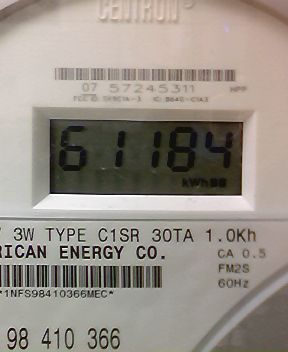 CENTRON
07 57245311 HPP
61184
kWh
3W TYPE C1SR 30TA 1.0Kh
RICAN ENERGY CO. CA 0.5
FM2S
60Hz
*1NFS98410366MEC*
98 410 366